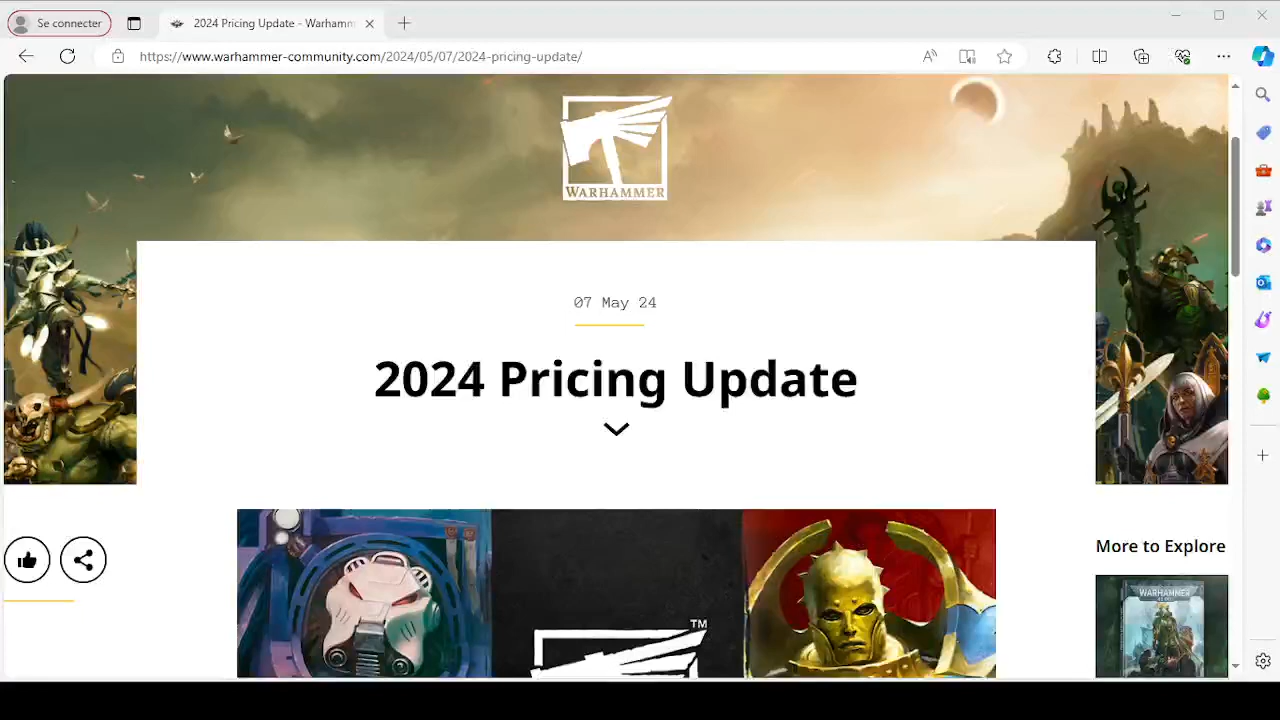 Se connecter
2024 Pricing Update - Warhamm
https://www.warhammer-community.com/2024/05/07/2024-pricing-update/
WARHAMMER
07 May 24
2024 Pricing Update
More to Explore
WARHAMMER
TM